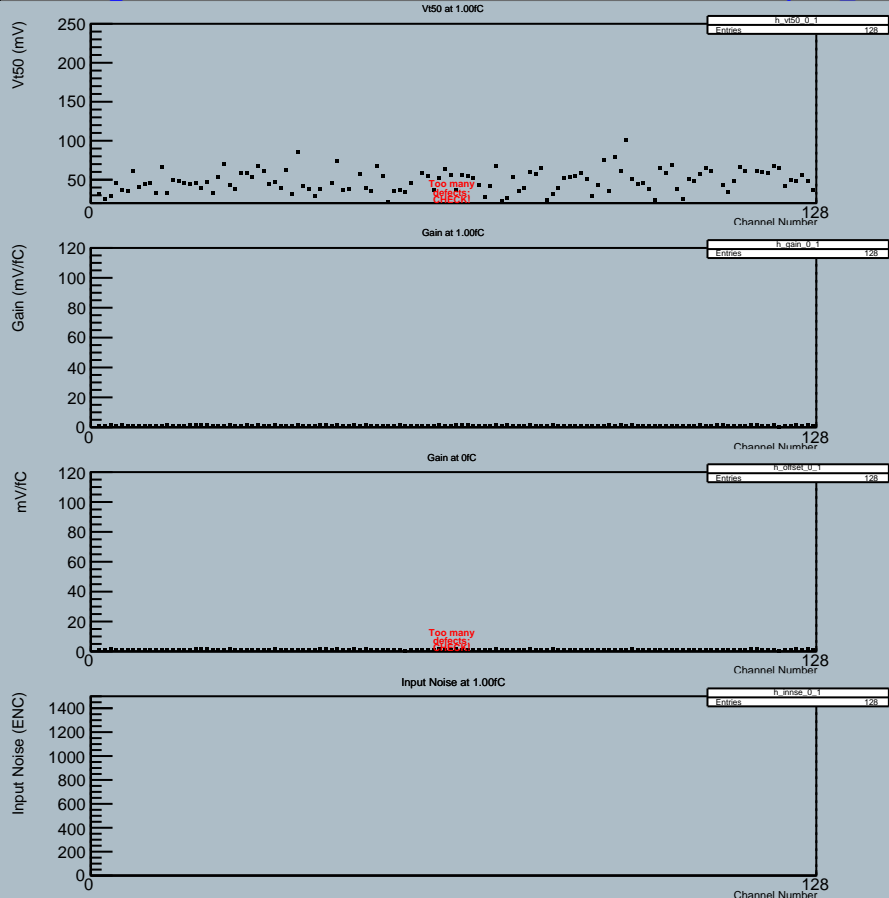 Vt50 at 1.00fC
h_vt50_0_1
Entries 128
Vt50 (mV)
250
200
150
100
50
Too many
defects:
CHECK!
0
128
Channel Number
Gain at 1.00fC
h_gain_0_1
Entries 128
Gain (mV/fC)
120
100
80
60
40
20
0
0
128
Channel Number
Gain at 0fC
h_offset_0_1
Entries 128
mV/fC
120
100
80
60
40
20
Too many
defects:
CHECK!
0
0
128
Channel Number
Input Noise at 1.00fC
h_innse_0_1
Entries 128
Input Noise (ENC)
1400
1200
1000
800
600
400
200
0
0
128
Channel Number